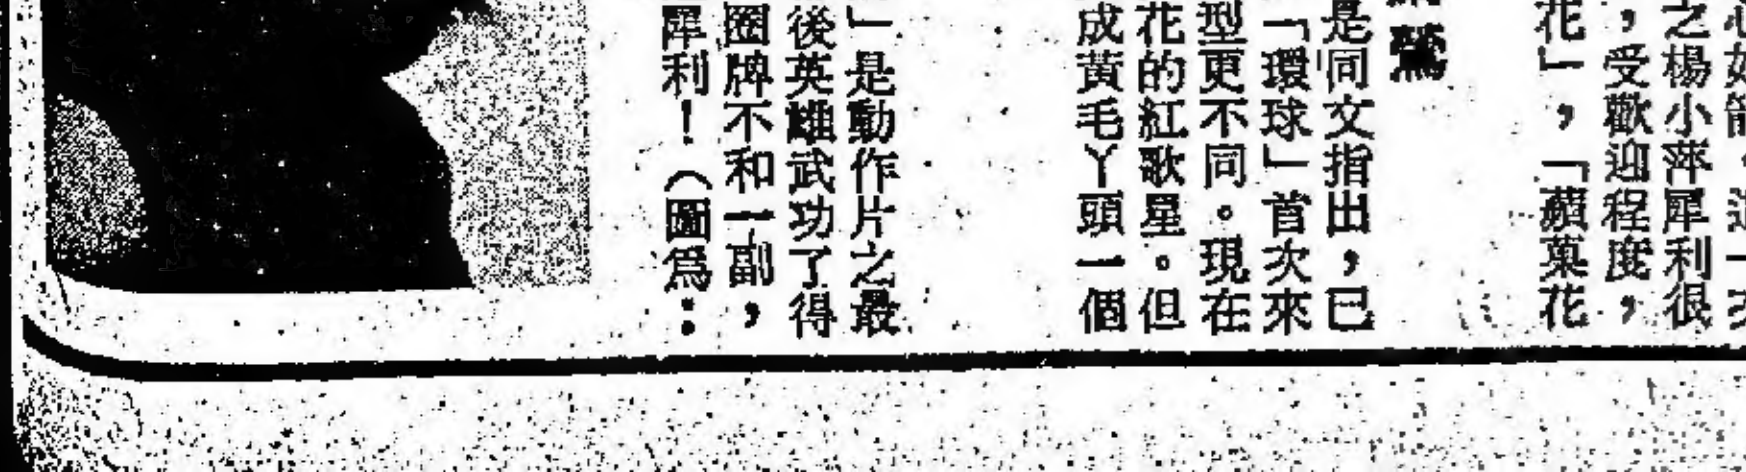 之楊小萍犀利很
，受歡迎程度，
花」，「蘋菓花
鶯
是同文指出，已
「環球」首次來
型更不同。現在
花的紅歌星。但
成黃毛丫頭一個
」是動作片之最
後英雄武功了得
圈牌不和一副，
犀利！（圖爲：